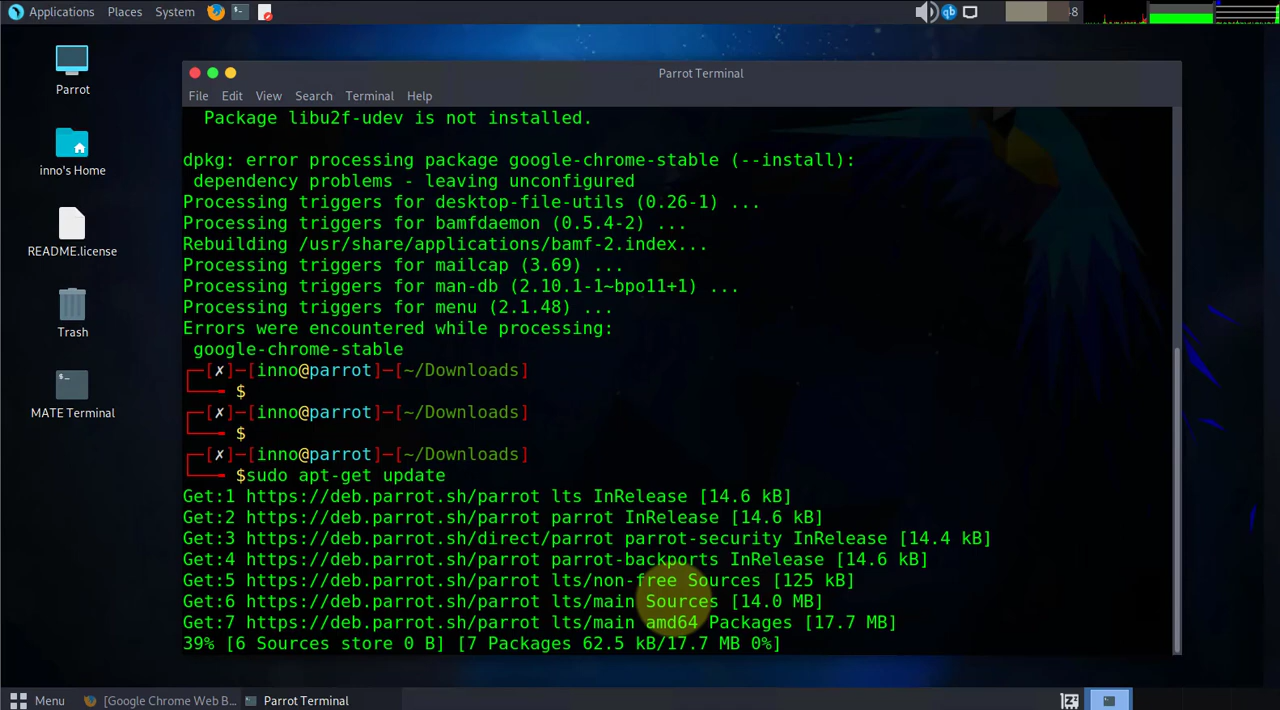 Applications Places System
48
Parrot Terminal
File Edit View Search Terminal Help
Parrot
inno's Home
README.license
Trash
MATE Terminal
Package libu2f-udev is not installed.
dpkg: error processing package google-chrome-stable (--install):
dependency problems - leaving unconfigured
Processing triggers for desktop-file-utils (0.26-1) ...
Processing triggers for bamfdaemon (0.5.4-2) ...
Rebuilding /usr/share/applications/bamf-2.index...
Processing triggers for mailcap (3.69) ...
Processing triggers for man-db (2.10.1-1~bpo11+1) ...
Processing triggers for menu (2.1.48) ...
Errors were encountered while processing:
google-chrome-stable
┌─[✗]─[inno@parrot]─[~/Downloads]
└──╼ $
┌─[✗]─[inno@parrot]─[~/Downloads]
└──╼ $
┌─[✗]─[inno@parrot]─[~/Downloads]
└──╼ $sudo apt-get update
Get:1 https://deb.parrot.sh/parrot lts InRelease [14.6 kB]
Get:2 https://deb.parrot.sh/parrot parrot InRelease [14.6 kB]
Get:3 https://deb.parrot.sh/direct/parrot parrot-security InRelease [14.4 kB]
Get:4 https://deb.parrot.sh/parrot parrot-backports InRelease [14.6 kB]
Get:5 https://deb.parrot.sh/parrot lts/non-free Sources [125 kB]
Get:6 https://deb.parrot.sh/parrot lts/main Sources [14.0 MB]
Get:7 https://deb.parrot.sh/parrot lts/main amd64 Packages [17.7 MB]
39% [6 Sources store 0 B] [7 Packages 62.5 kB/17.7 MB 0%]
Menu [Google Chrome Web B... Parrot Terminal